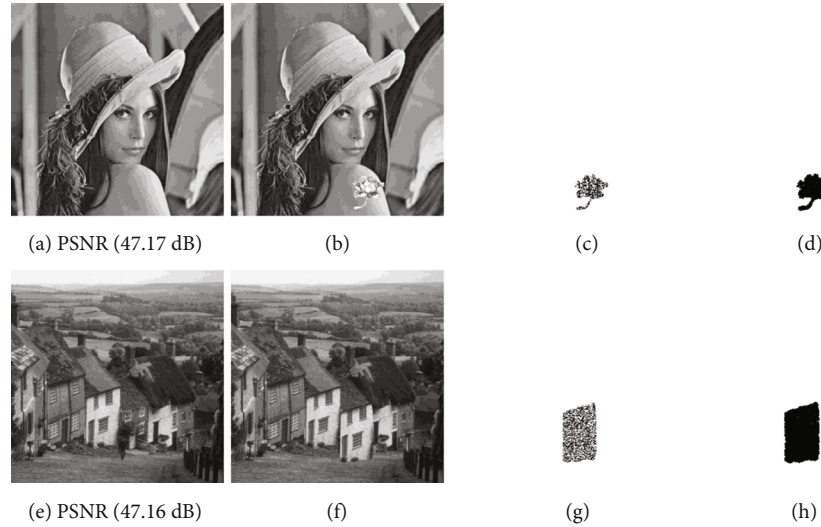 (a) PSNR (47.17 dB)
(b)
(c)
(d)
(e) PSNR (47.16 dB)
(f)
(g)
(h)